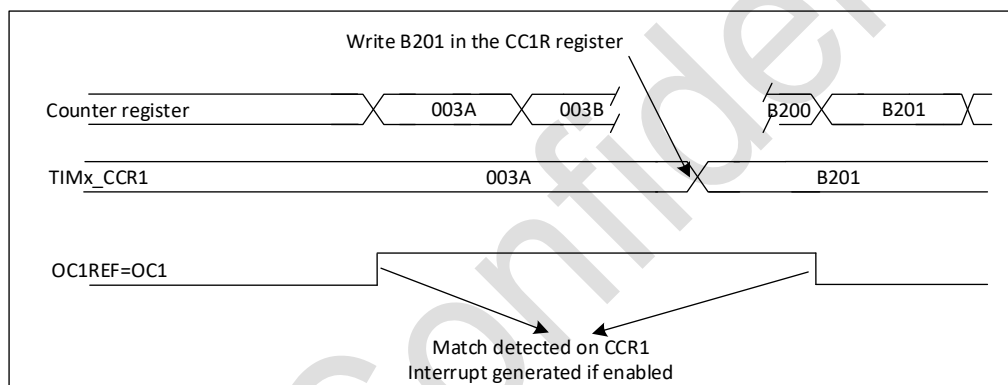 Write B201 in the CC1R register
Counter register 003A 003B B200 B201
TIMx_CCR1 003A B201
OC1REF=OC1
Match detected on CCR1
Interrupt generated if enabled
Confiden